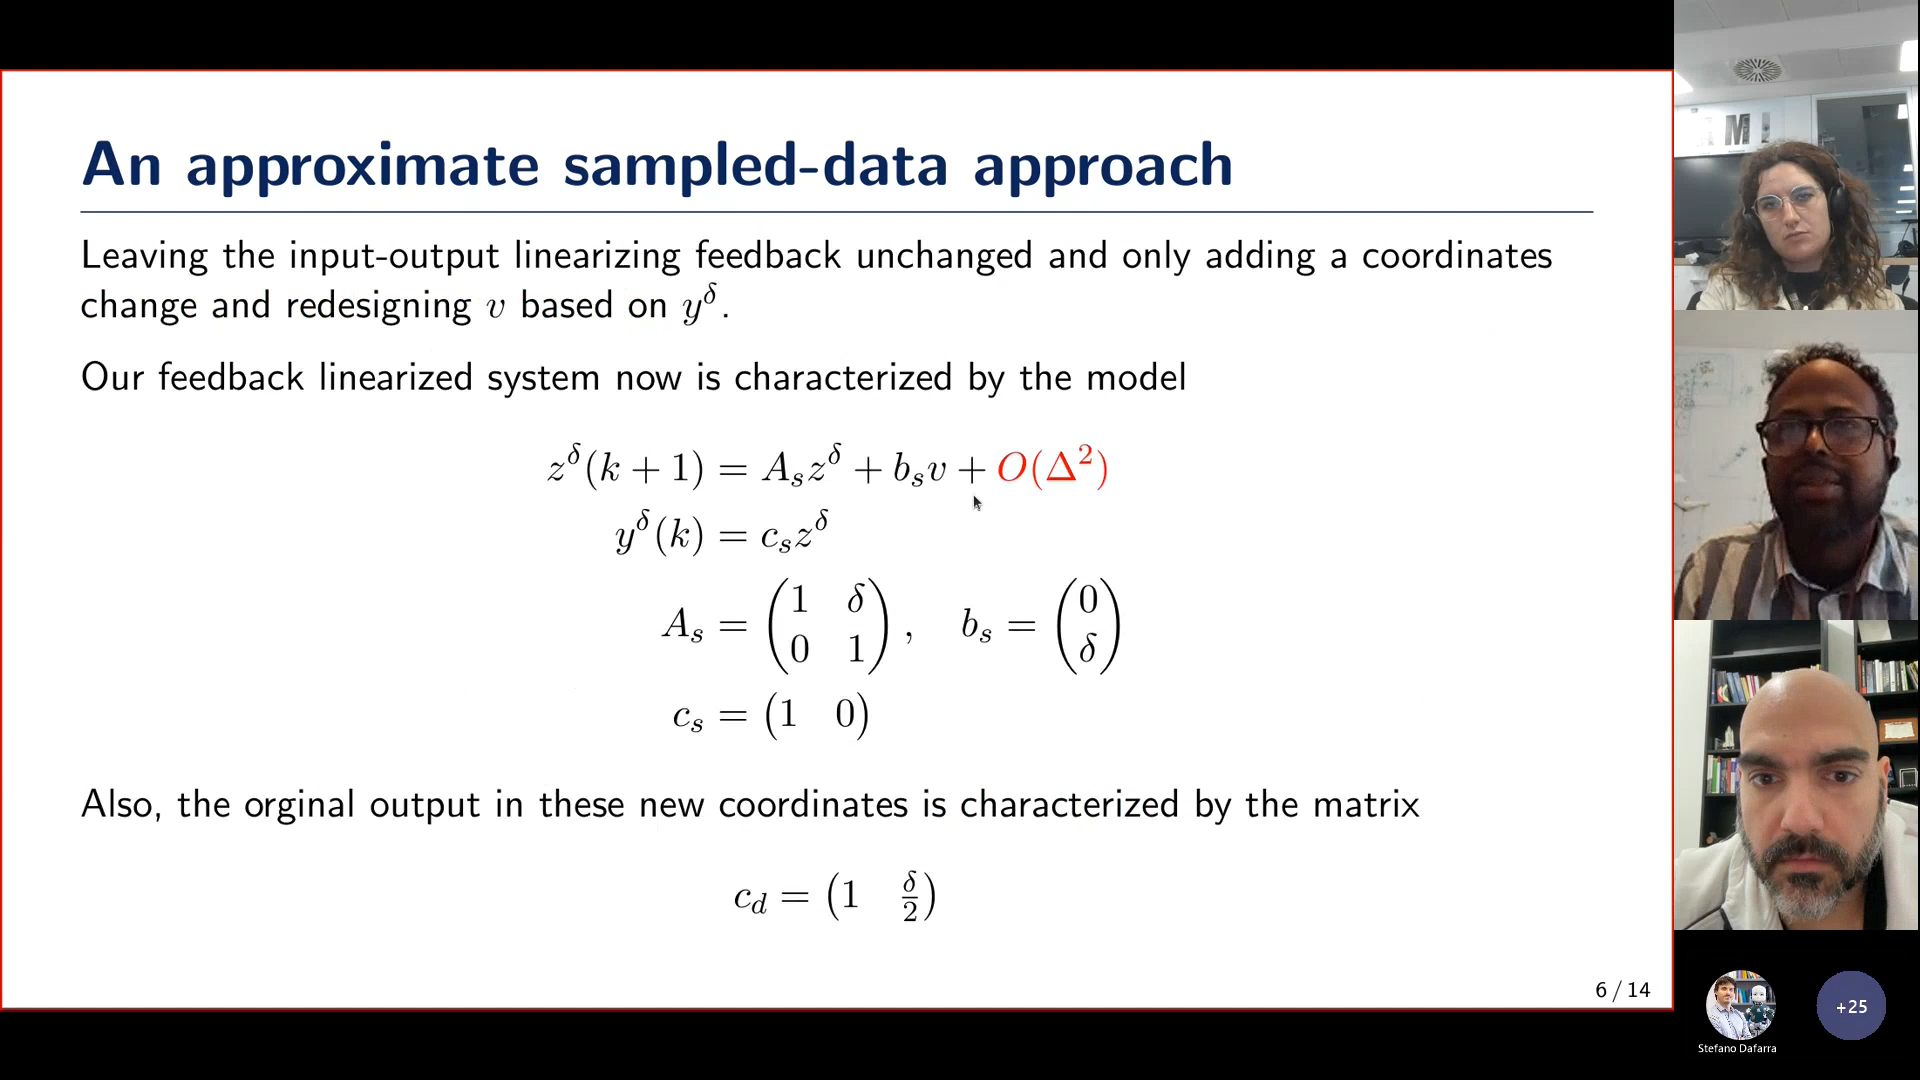 An approximate sampled-data approach
Leaving the input-output linearizing feedback unchanged and only adding a coordinates
change and redesigning v based on y^δ.
Our feedback linearized system now is characterized by the model
z^δ(k + 1) = A_s z^δ + b_s v + O(Δ^2)
y^δ(k) = c_s z^δ
A_s = (1 δ; 0 1), b_s = (0; δ)
c_s = (1 0)
Also, the orginal output in these new coordinates is characterized by the matrix
c_d = (1 δ/2)
6 / 14
Stefano Dafarra
+25